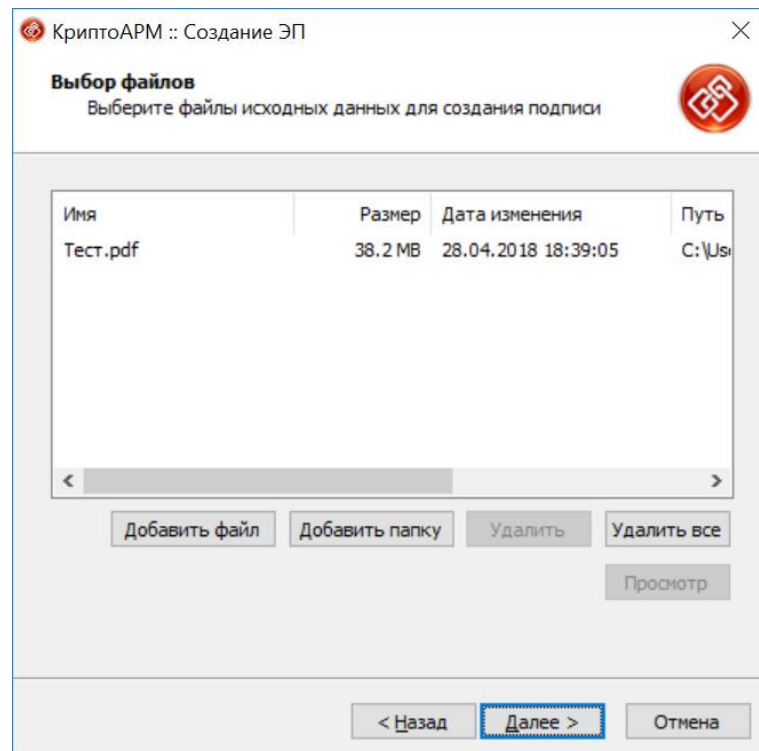 КриптоАРМ :: Создание ЭП
Выбор файлов
Выберите файлы исходных данных для создания подписи
Имя Размер Дата изменения Путь
Тест.pdf 38.2 MB 28.04.2018 18:39:05 C:\Us
Добавить файл Добавить папку Удалить Удалить все
Просмотр
< Назад Далее > Отмена